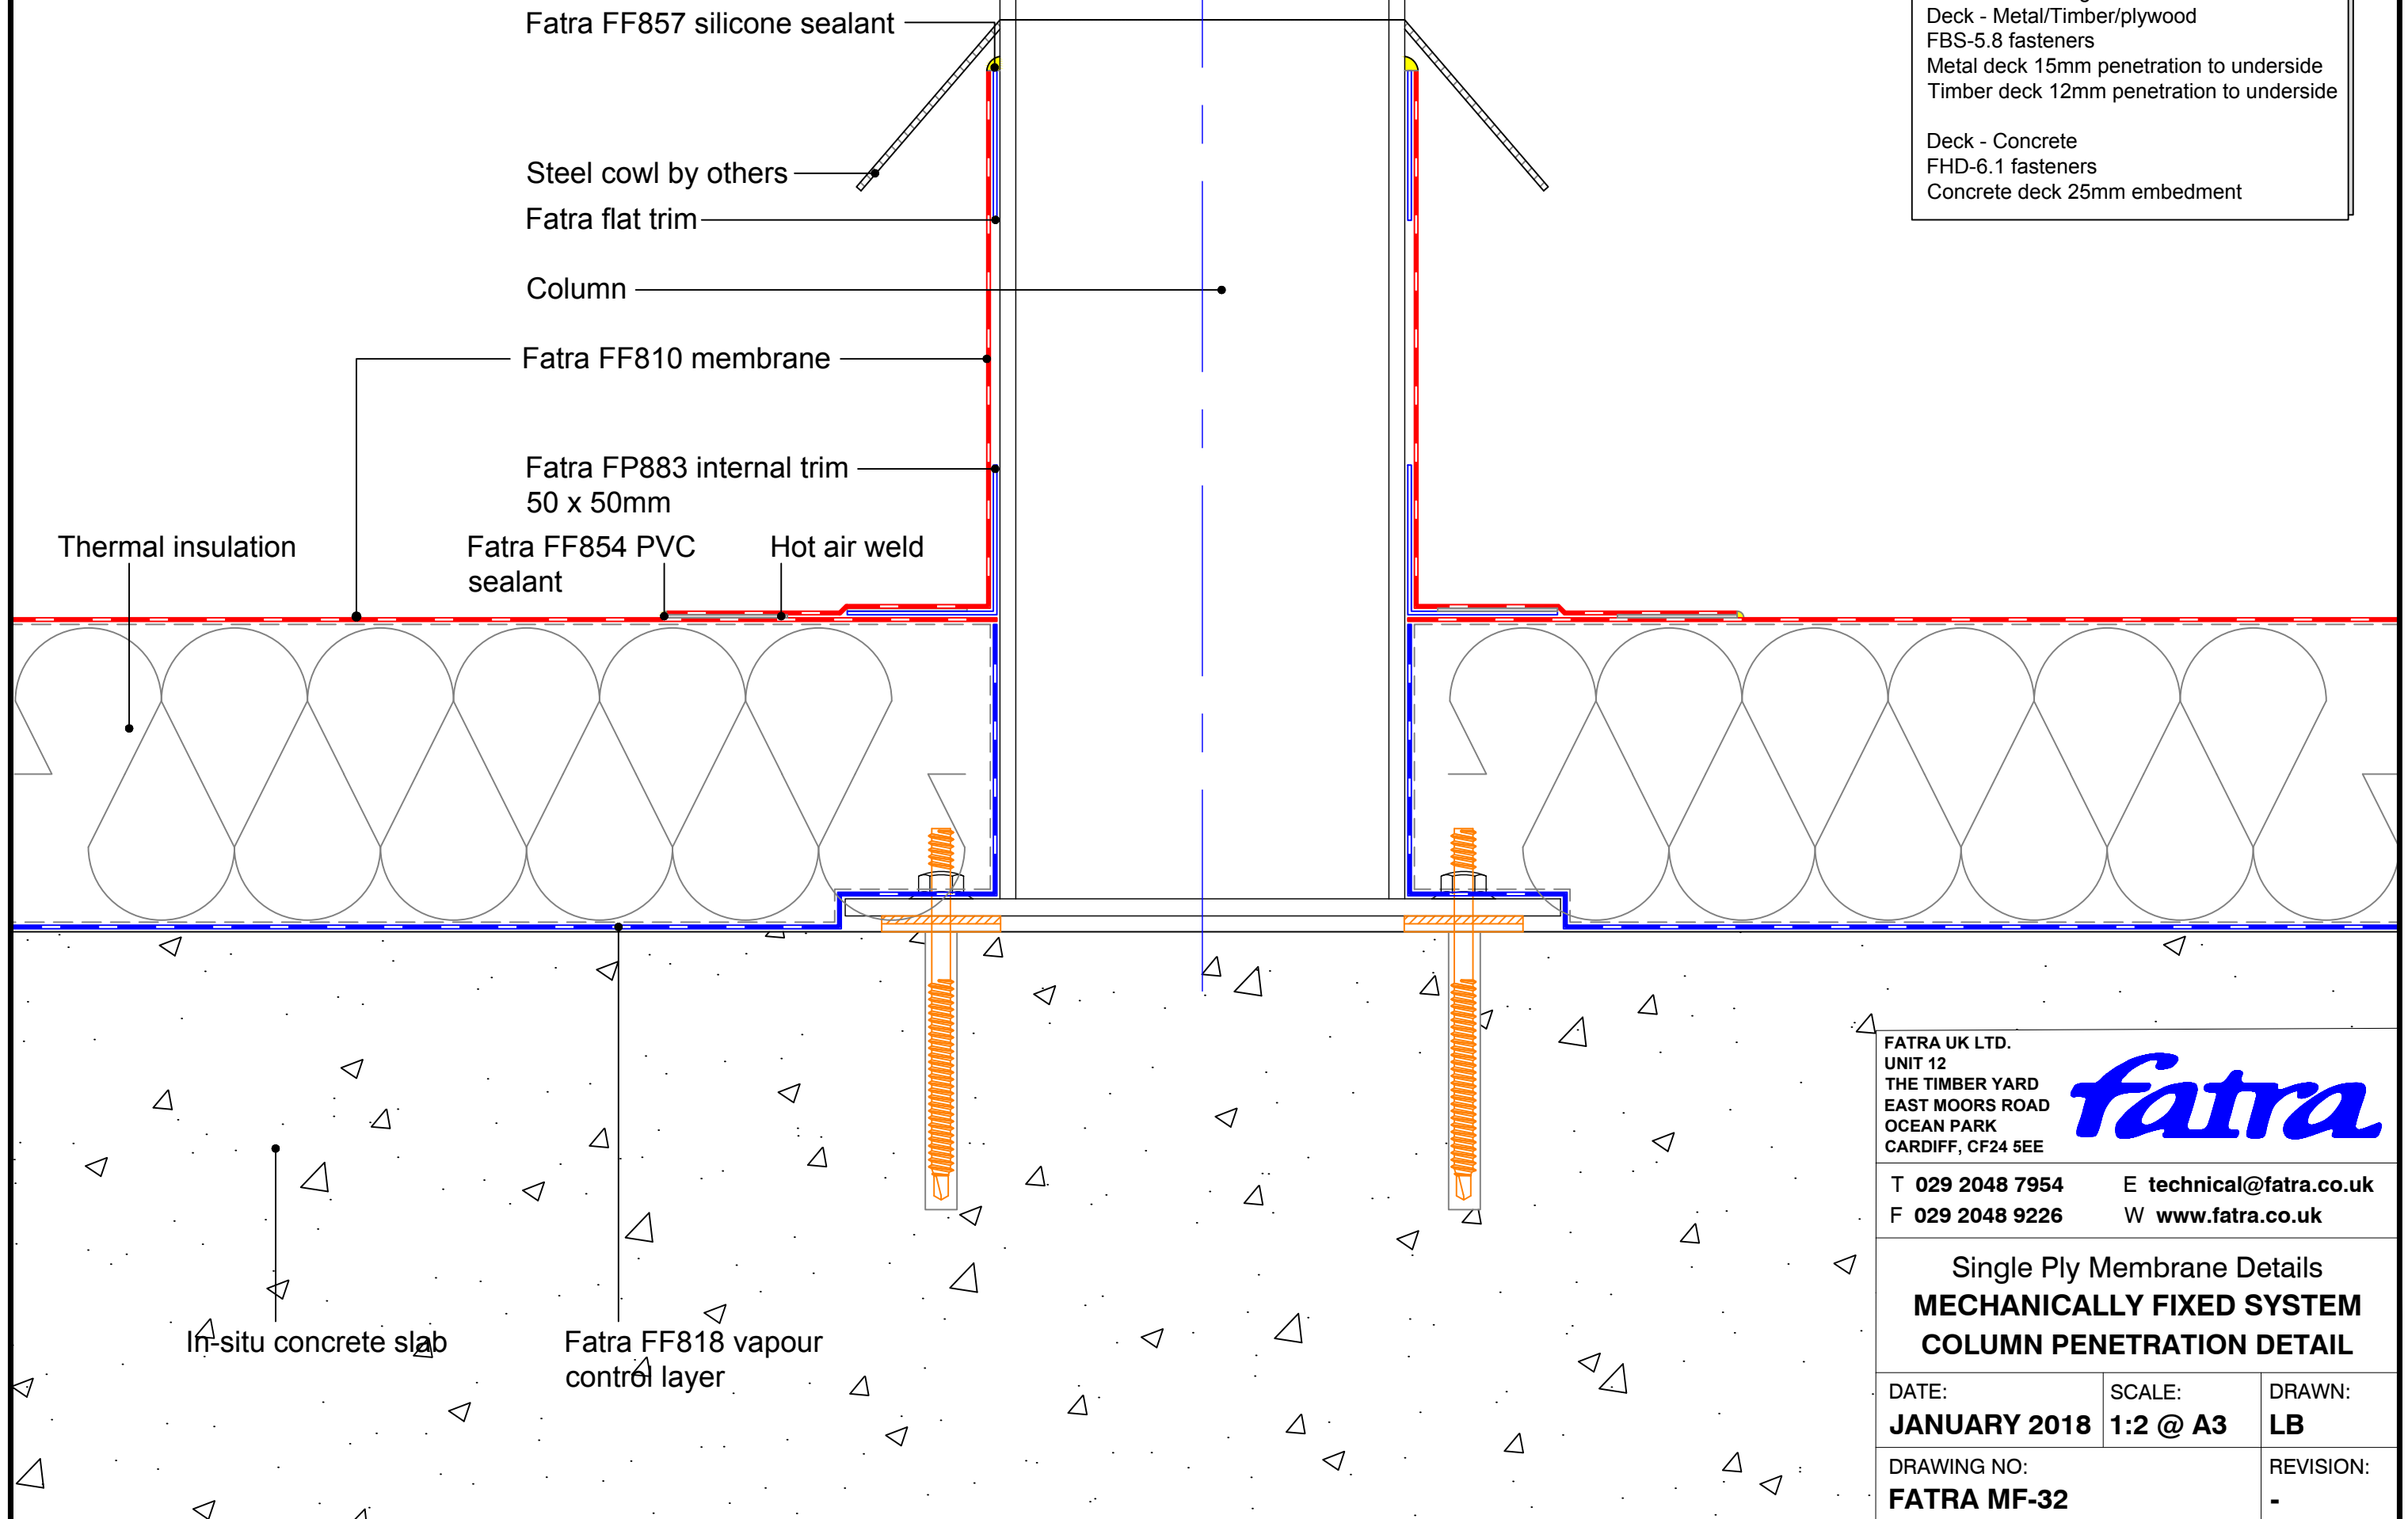 Fatra FF857 silicone sealant
Steel cowl by others
Fatra flat trim
Column
Fatra FF810 membrane
Fatra FP883 internal trim
50 x 50mm
Thermal insulation
Fatra FF854 PVC
sealant
Hot air weld
In-situ concrete slab
Fatra FF818 vapour
control layer
Deck - Metal/Timber/plywood
FBS-5.8 fasteners
Metal deck 15mm penetration to underside
Timber deck 12mm penetration to underside
Deck - Concrete
FHD-6.1 fasteners
Concrete deck 25mm embedment
FATRA UK LTD.
UNIT 12
THE TIMBER YARD
EAST MOORS ROAD
OCEAN PARK
CARDIFF, CF24 5EE
fatra
T 029 2048 7954 E technical@fatra.co.uk
F 029 2048 9226 W www.fatra.co.uk
Single Ply Membrane Details
MECHANICALLY FIXED SYSTEM
COLUMN PENETRATION DETAIL
DATE: SCALE: DRAWN:
JANUARY 2018 1:2 @ A3 LB
DRAWING NO: REVISION:
FATRA MF-32 -